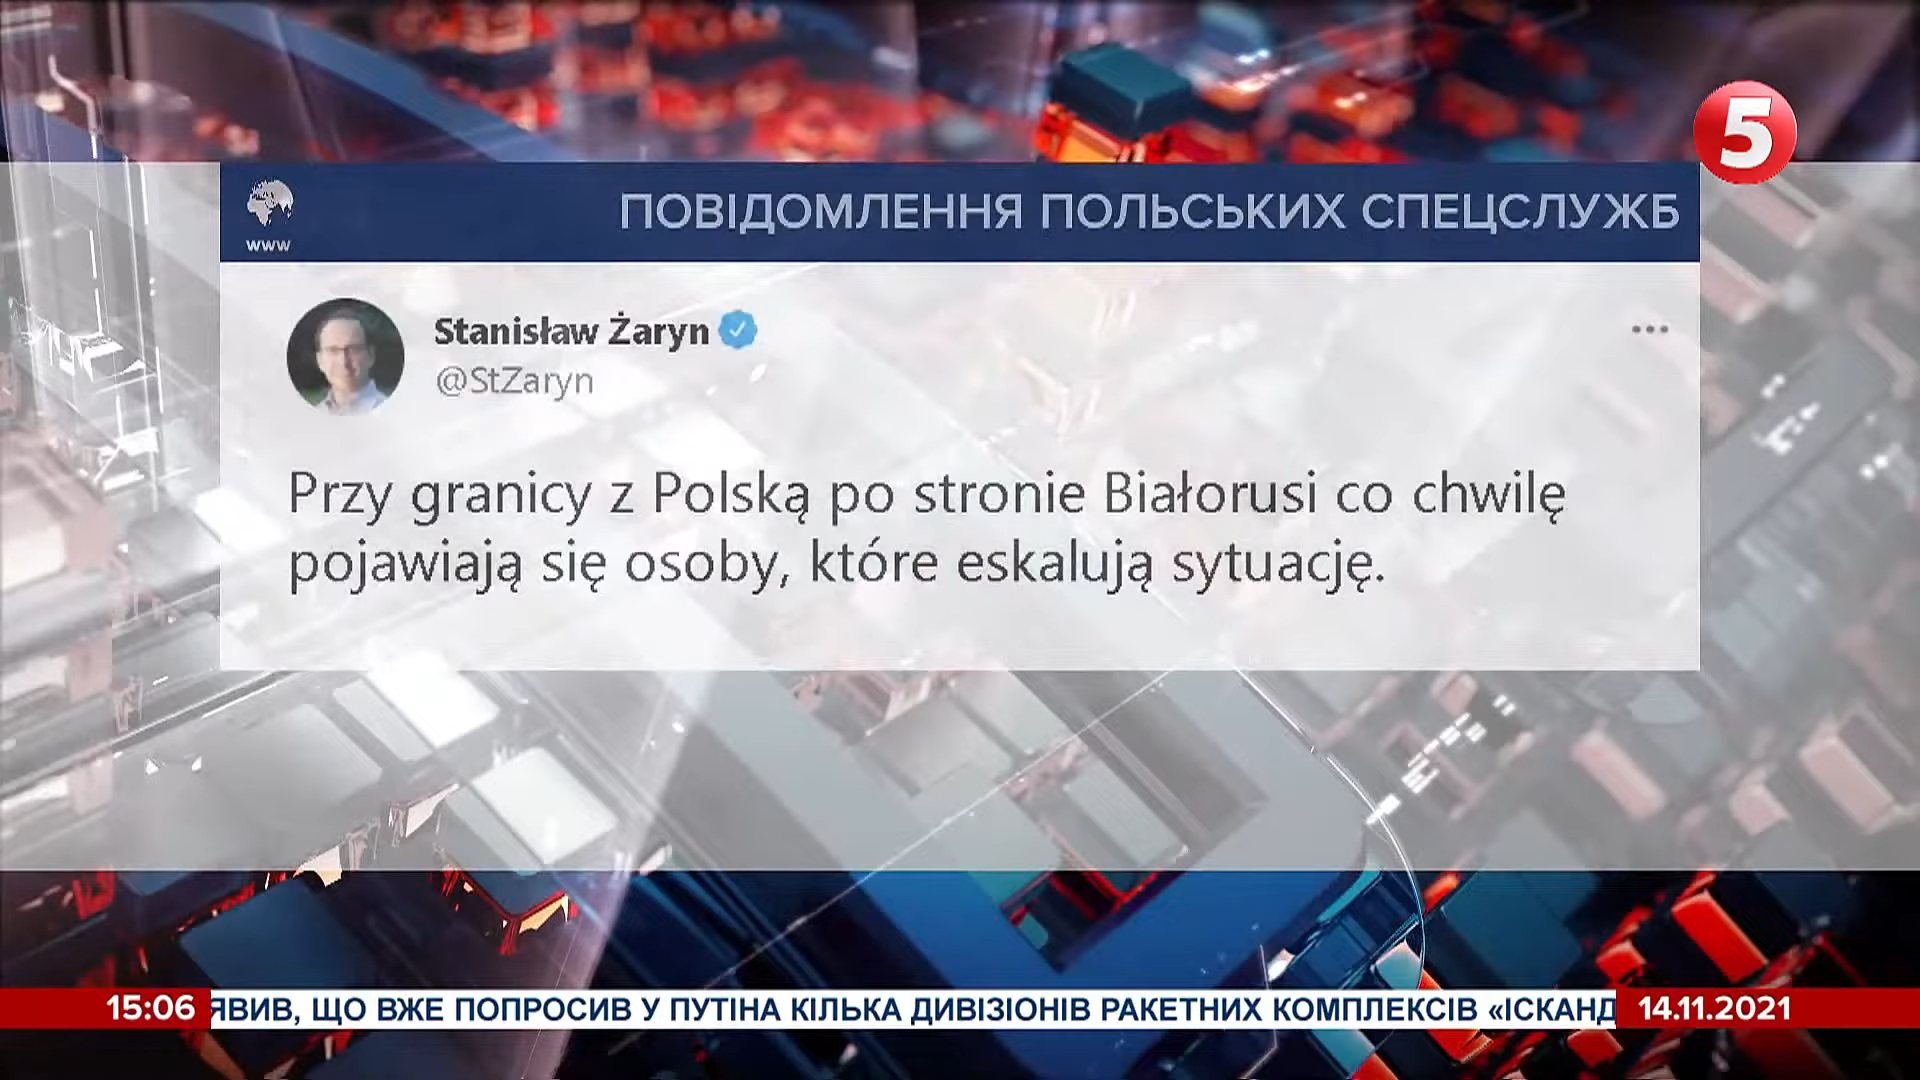 5
ПОВІДОМЛЕННЯ ПОЛЬСЬКИХ СПЕЦСЛУЖБ
www
Stanisław Żaryn
@StZaryn
Przy granicy z Polską po stronie Białorusi co chwilę
pojawiają się osoby, które eskalują sytuację.
15:06 ЯВИВ, ЩО ВЖЕ ПОПРОСИВ У ПУТІНА КІЛЬКА ДИВІЗІОНІВ РАКЕТНИХ КОМПЛЕКСІВ «ІСКАНД 14.11.2021